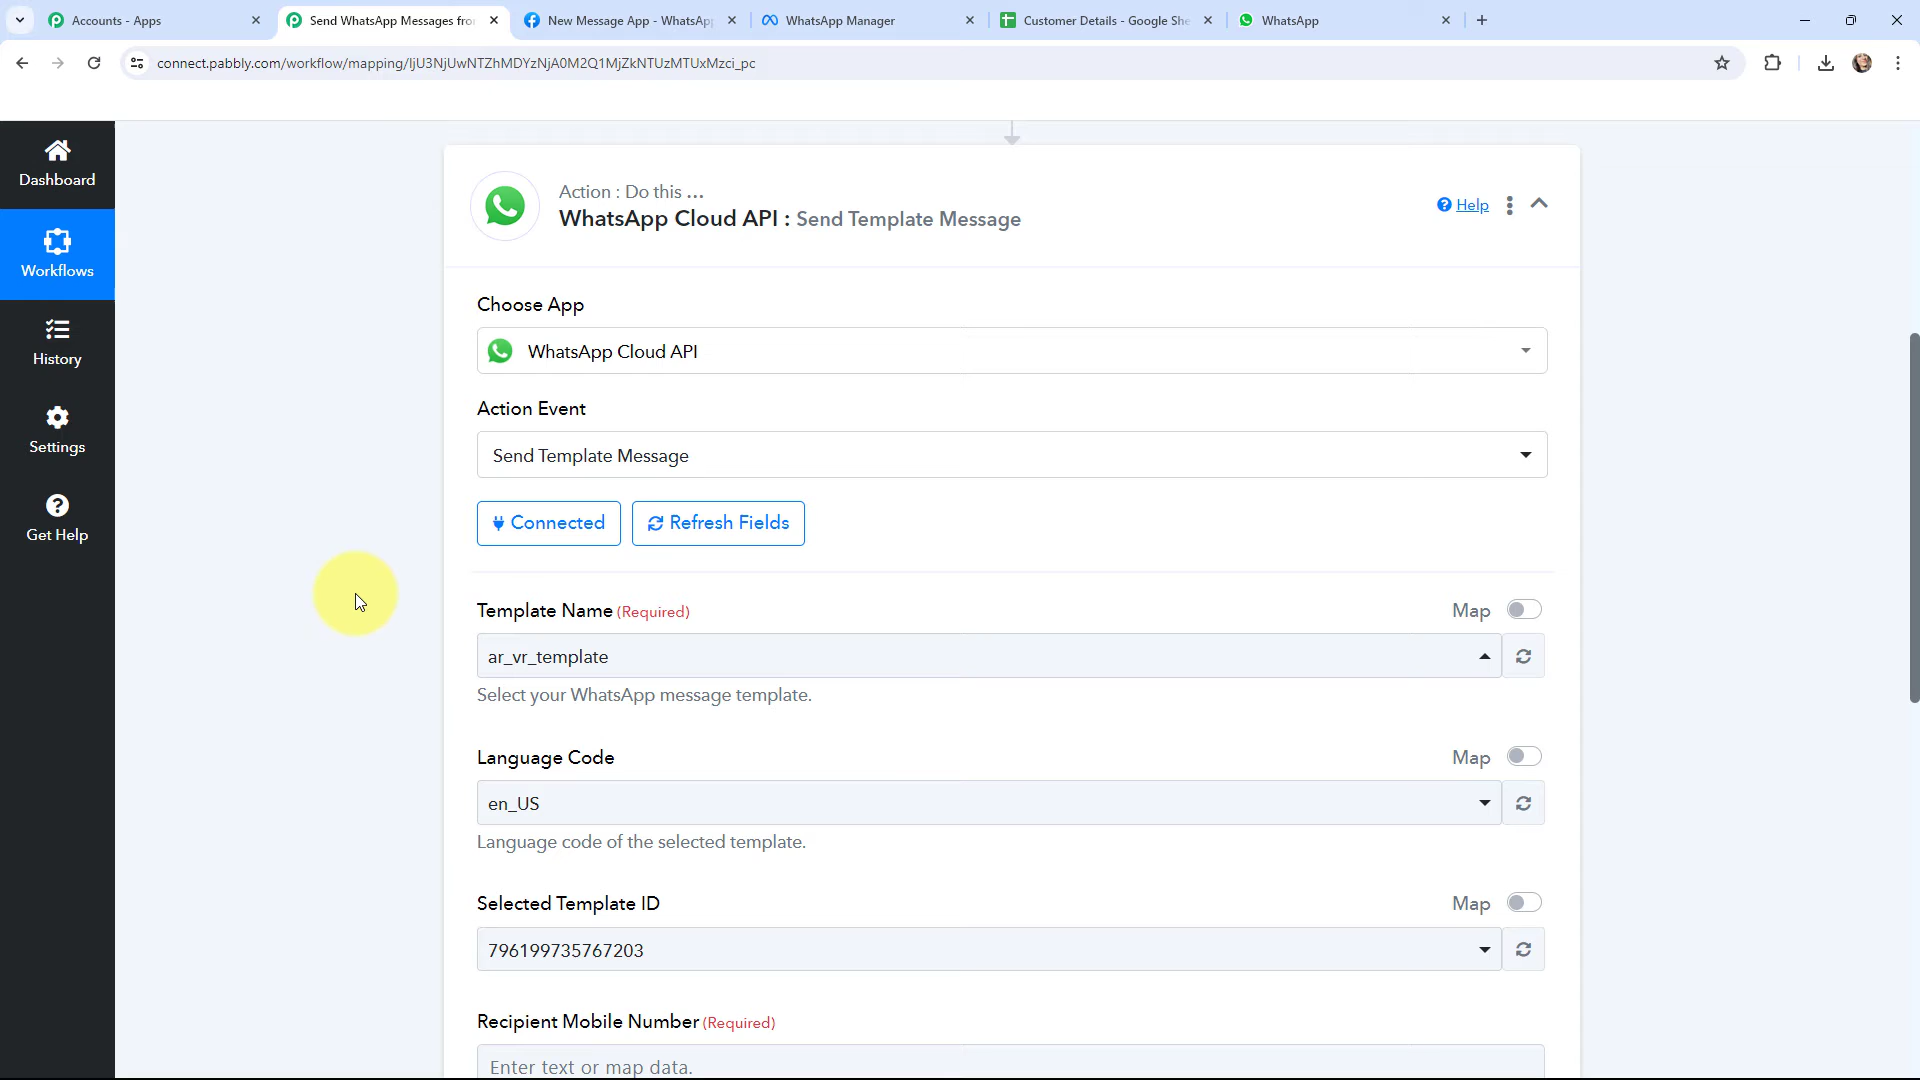 Accounts - Apps
Send WhatsApp Messages fro
New Message App - WhatsAp
WhatsApp Manager
Customer Details - Google She
WhatsApp
connect.pabbly.com/workflow/mapping/IjU3NjUwNTZhMDYzNjA0M2Q1MjZkNTUzMTUxMzci_pc
Dashboard
Workflows
History
Settings
Get Help
Action : Do this ...
WhatsApp Cloud API : Send Template Message
Help
Choose App
WhatsApp Cloud API
Action Event
Send Template Message
Connected
Refresh Fields
Template Name (Required)
Map
ar_vr_template
Select your WhatsApp message template.
Language Code
Map
en_US
Language code of the selected template.
Selected Template ID
Map
796199735767203
Recipient Mobile Number (Required)
Enter text or map data.